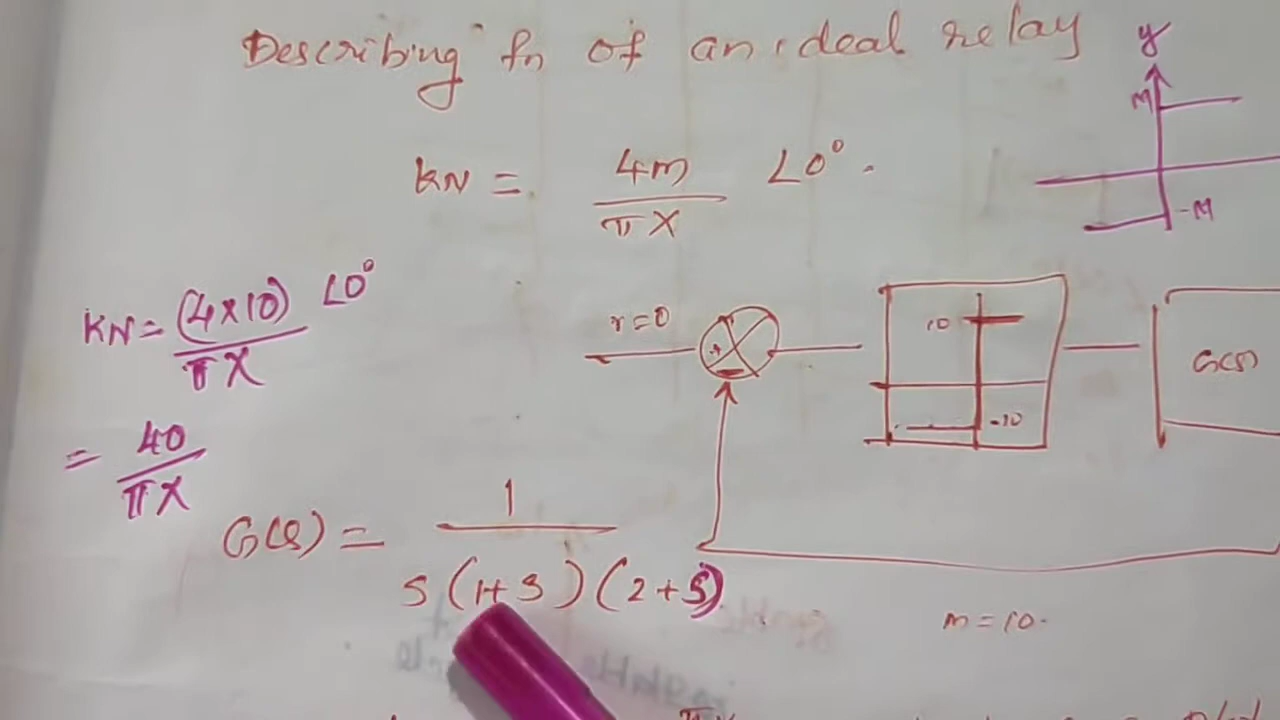 Describing fn of an ideal relay
y
M
-M
KN = 4m / πX ∠0°.
KN = (4×10) / πX ∠0°
= 40 / πX
r=0
+
-
10
-10
G(s)
G(s) = 1 / s(1+s)(2+s)
m = 10.